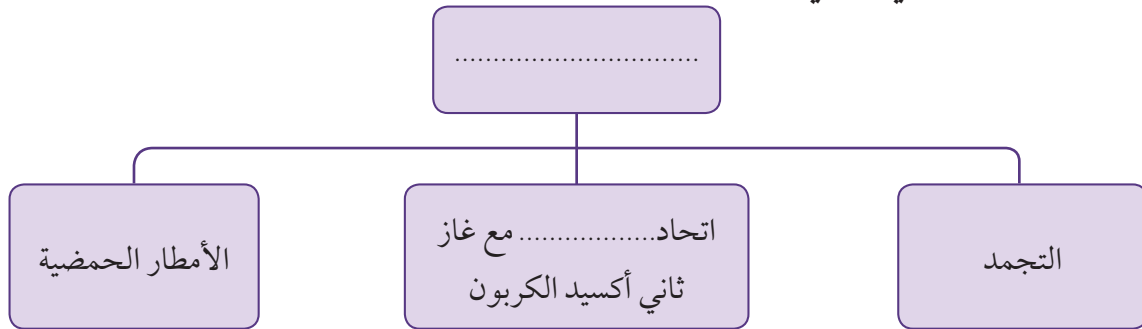 ...............................
التجمد
اتحاد.................. مع غاز
ثاني أكسيد الكربون
الأمطار الحمضية